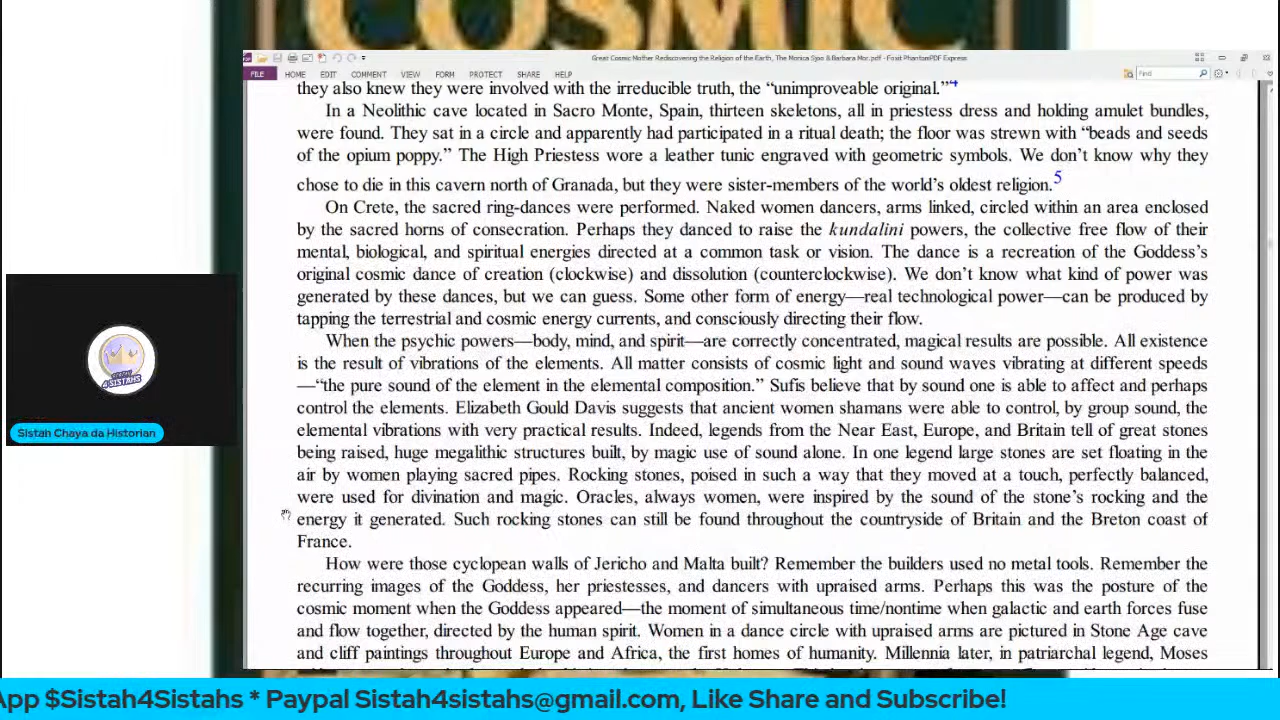 COSMIC
Great Cosmic Mother Rediscovering the Religion of the Earth, The Monica Sjoo & Barbara Mor.pdf - Foxit PhantomPDF Express
FILE HOME EDIT COMMENT VIEW FORM PROTECT SHARE HELP Find
they also knew they were involved with the irreducible truth, the “unimproveable original.”4
In a Neolithic cave located in Sacro Monte, Spain, thirteen skeletons, all in priestess dress and holding amulet bundles,
were found. They sat in a circle and apparently had participated in a ritual death; the floor was strewn with “beads and seeds
of the opium poppy.” The High Priestess wore a leather tunic engraved with geometric symbols. We don’t know why they
chose to die in this cavern north of Granada, but they were sister-members of the world’s oldest religion.5
On Crete, the sacred ring-dances were performed. Naked women dancers, arms linked, circled within an area enclosed
by the sacred horns of consecration. Perhaps they danced to raise the kundalini powers, the collective free flow of their
mental, biological, and spiritual energies directed at a common task or vision. The dance is a recreation of the Goddess’s
original cosmic dance of creation (clockwise) and dissolution (counterclockwise). We don’t know what kind of power was
generated by these dances, but we can guess. Some other form of energy—real technological power—can be produced by
tapping the terrestrial and cosmic energy currents, and consciously directing their flow.
When the psychic powers—body, mind, and spirit—are correctly concentrated, magical results are possible. All existence
is the result of vibrations of the elements. All matter consists of cosmic light and sound waves vibrating at different speeds
—“the pure sound of the element in the elemental composition.” Sufis believe that by sound one is able to affect and perhaps
control the elements. Elizabeth Gould Davis suggests that ancient women shamans were able to control, by group sound, the
elemental vibrations with very practical results. Indeed, legends from the Near East, Europe, and Britain tell of great stones
being raised, huge megalithic structures built, by magic use of sound alone. In one legend large stones are set floating in the
air by women playing sacred pipes. Rocking stones, poised in such a way that they moved at a touch, perfectly balanced,
were used for divination and magic. Oracles, always women, were inspired by the sound of the stone’s rocking and the
energy it generated. Such rocking stones can still be found throughout the countryside of Britain and the Breton coast of
France.
How were those cyclopean walls of Jericho and Malta built? Remember the builders used no metal tools. Remember the
recurring images of the Goddess, her priestesses, and dancers with upraised arms. Perhaps this was the posture of the
cosmic moment when the Goddess appeared—the moment of simultaneous time/nontime when galactic and earth forces fuse
and flow together, directed by the human spirit. Women in a dance circle with upraised arms are pictured in Stone Age cave
and cliff paintings throughout Europe and Africa, the first homes of humanity. Millennia later, in patriarchal legend, Moses
4 SISTAHS
Sistah Chaya da Historian
App $Sistah4Sistahs * Paypal Sistah4sistahs@gmail.com, Like Share and Subscribe!